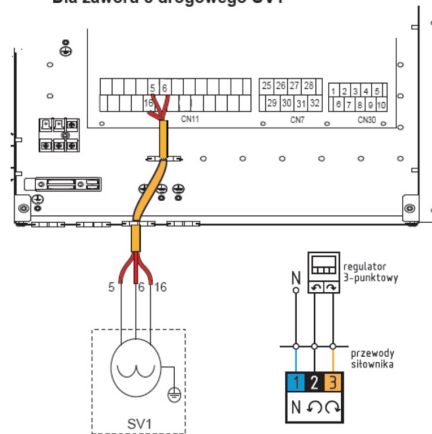 Dla zaworu 3 drogowego SV1
5 6
16
CN11
25 26 27 28
29 30 31 32
CN7
1 2 3 4 5
6 7 8 9 10
CN30
5 6 16
SV1
N
regulator
3-punktowy
przewody
siłownika
1 2 3
N